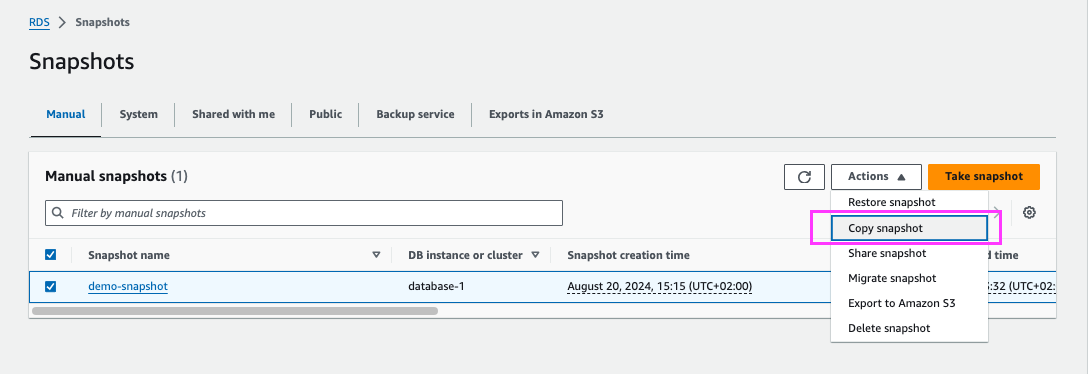 RDS > Snapshots
Snapshots
Manual System Shared with me Public Backup service Exports in Amazon S3
Manual snapshots (1) Actions Take snapshot
Restore snapshot
Filter by manual snapshots
Copy snapshot
Snapshot name DB instance or cluster Snapshot creation time Share snapshot time
Migrate snapshot
demo-snapshot database-1 August 20, 2024, 15:15 (UTC+02:00) :32 (UTC+02:
Export to Amazon S3
Delete snapshot